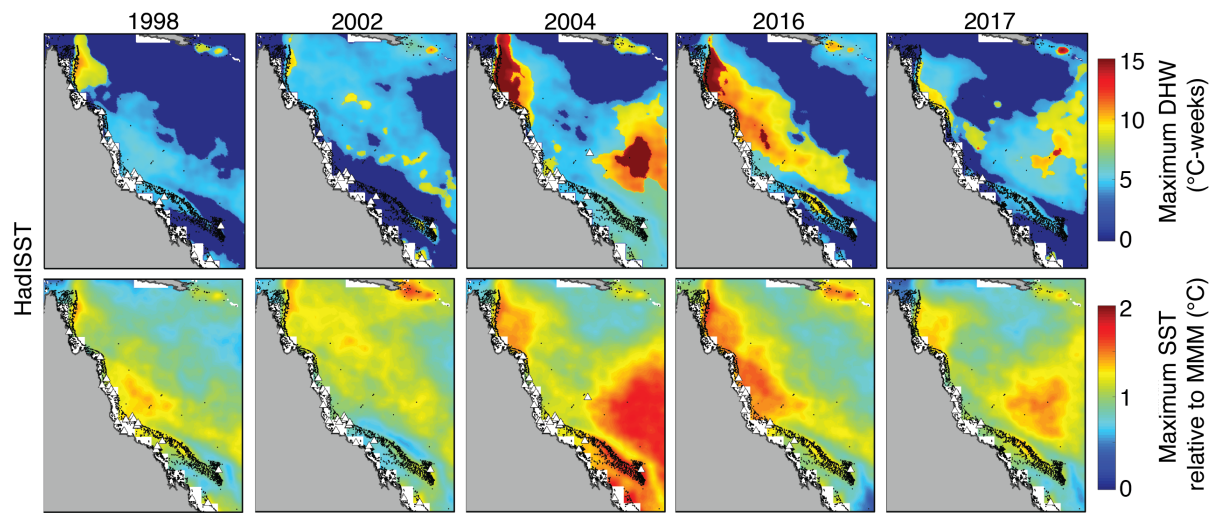 1998 2002 2004 2016 2017
HadISST
15
10
5
0
Maximum DHW
(°C-weeks)
2
1
0
Maximum SST
relative to MMM (°C)